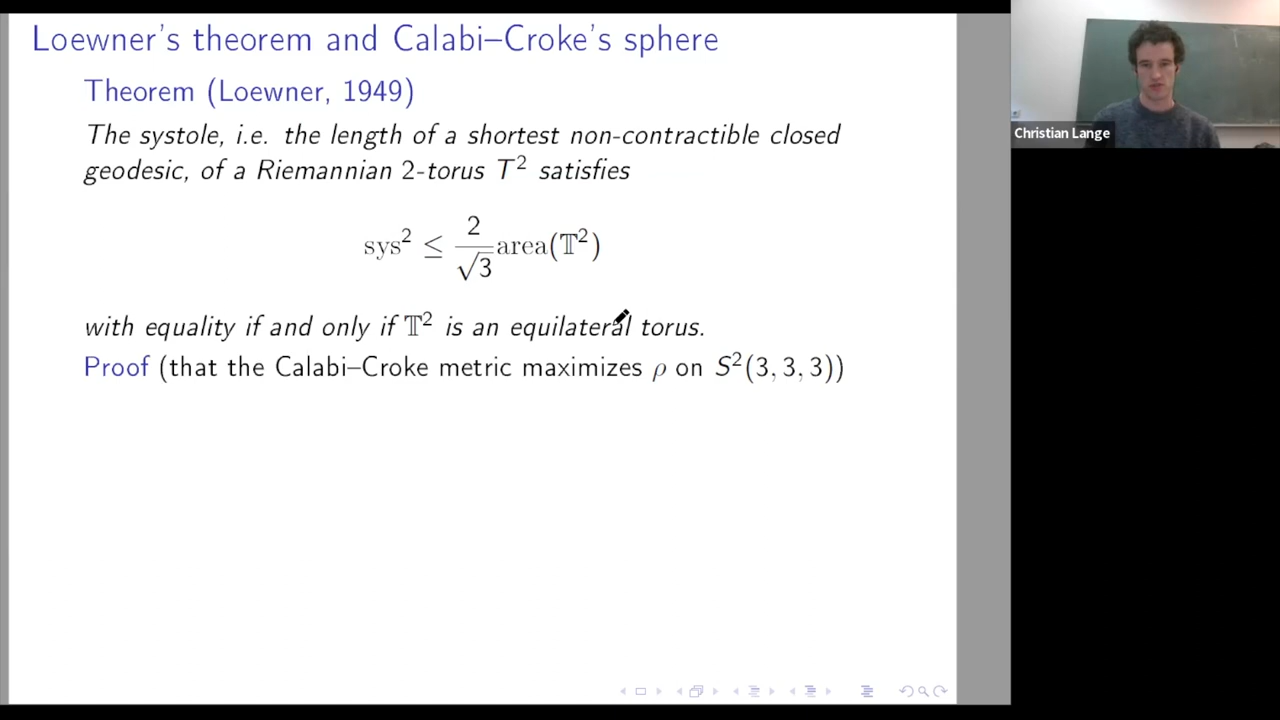 Loewner's theorem and Calabi–Croke's sphere
Theorem (Loewner, 1949)
The systole, i.e. the length of a shortest non-contractible closed
geodesic, of a Riemannian 2-torus T² satisfies
sys² ≤ 2/√3 area(𝕋²)
with equality if and only if 𝕋² is an equilateral torus.
Proof (that the Calabi–Croke metric maximizes ρ on S²(3, 3, 3))
Christian Lange